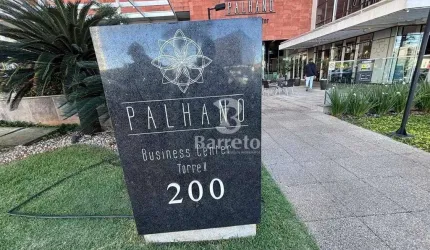 PALHANO
PALHANO
Barreto
Business Center
Torre II
200